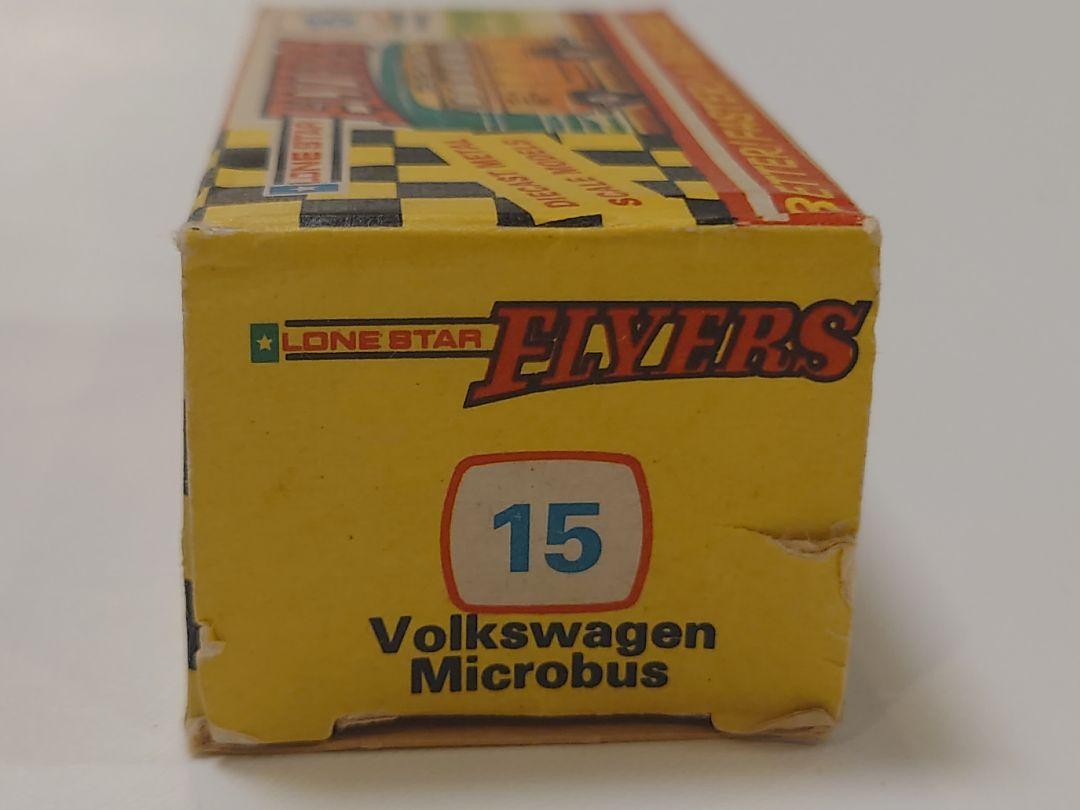 LONE STAR
DIECAST METAL
SCALE MODELS
BETTER! FASTER!
LONE STAR FLYERS
15
Volkswagen
Microbus